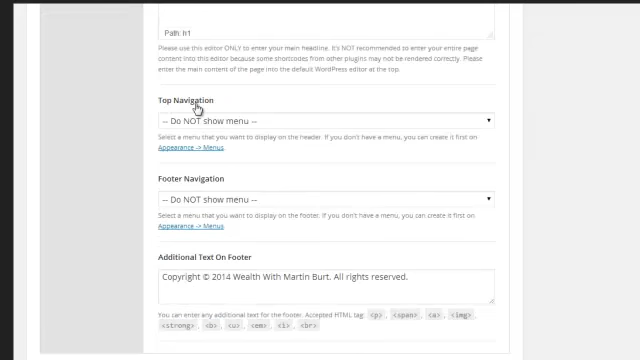 Path: h1
Please use this editor ONLY to enter your main headline. It's NOT recommended to enter your entire page
content into this editor because some shortcodes from other plugins may not be rendered correctly. Please
enter the main content of the page into the default WordPress editor at the top.
Top Navigation
-- Do NOT show menu --
Select a menu that you want to display on the header. If you don't have a menu, you can create it first on
Appearance -> Menus.
Footer Navigation
-- Do NOT show menu --
Select a menu that you want to display on the footer. If you don't have a menu, you can create it first on
Appearance -> Menus.
Additional Text On Footer
Copyright © 2014 Wealth With Martin Burt. All rights reserved.
You can enter any additional text for the footer. Accepted HTML tag: <p>, <span>, <a>, <img>,
<strong>, <b>, <u>, <em>, <i>, <br>